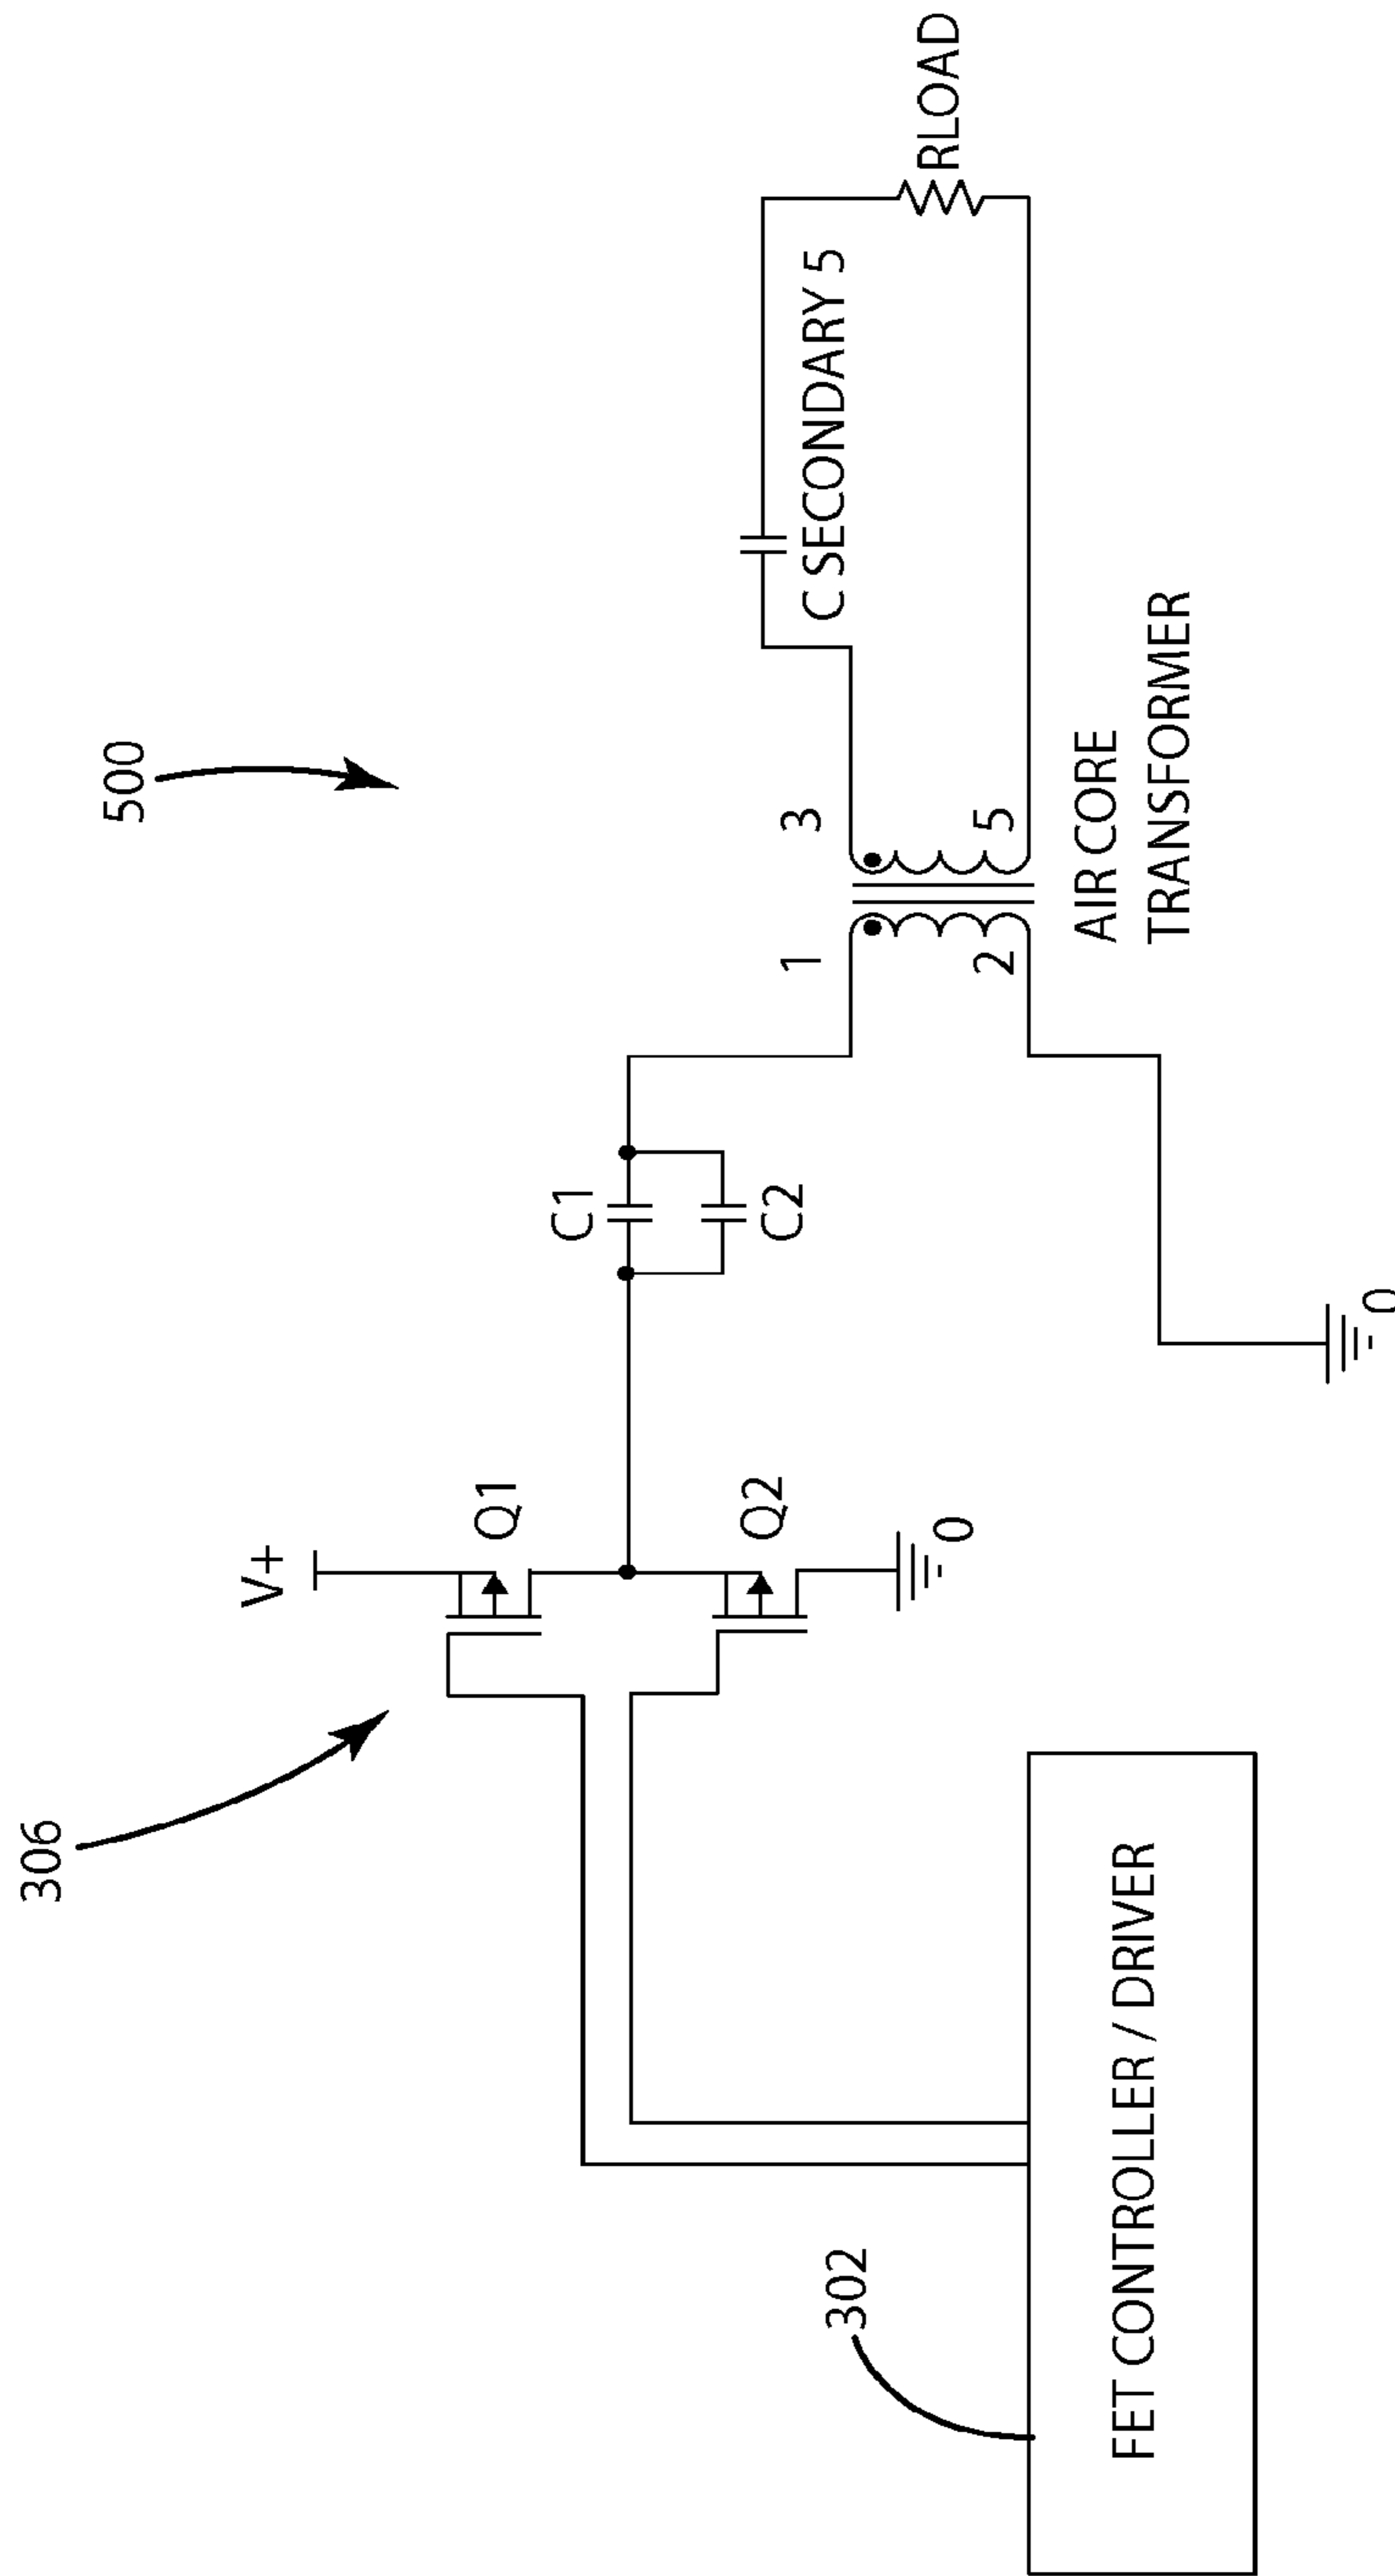 500
306
V+
Q1
Q2
0
C1
C2
1
2
3
5
AIR CORE
TRANSFORMER
C SECONDARY 5
RLOAD
0
302
FET CONTROLLER / DRIVER